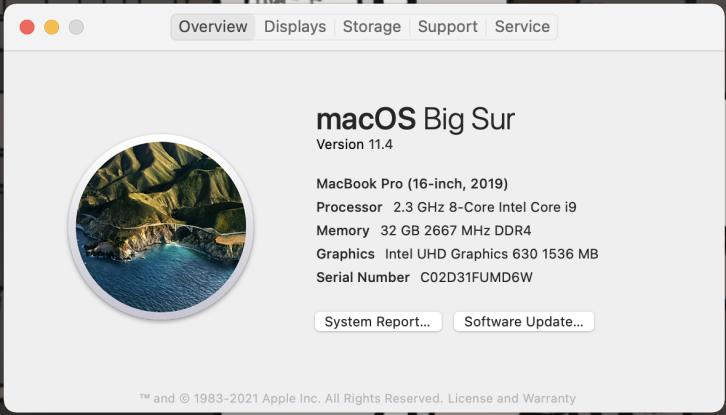 Overview Displays Storage Support Service
macOS Big Sur
Version 11.4
MacBook Pro (16-inch, 2019)
Processor 2.3 GHz 8-Core Intel Core i9
Memory 32 GB 2667 MHz DDR4
Graphics Intel UHD Graphics 630 1536 MB
Serial Number C02D31FUMD6W
System Report... Software Update...
™ and © 1983-2021 Apple Inc. All Rights Reserved. License and Warranty